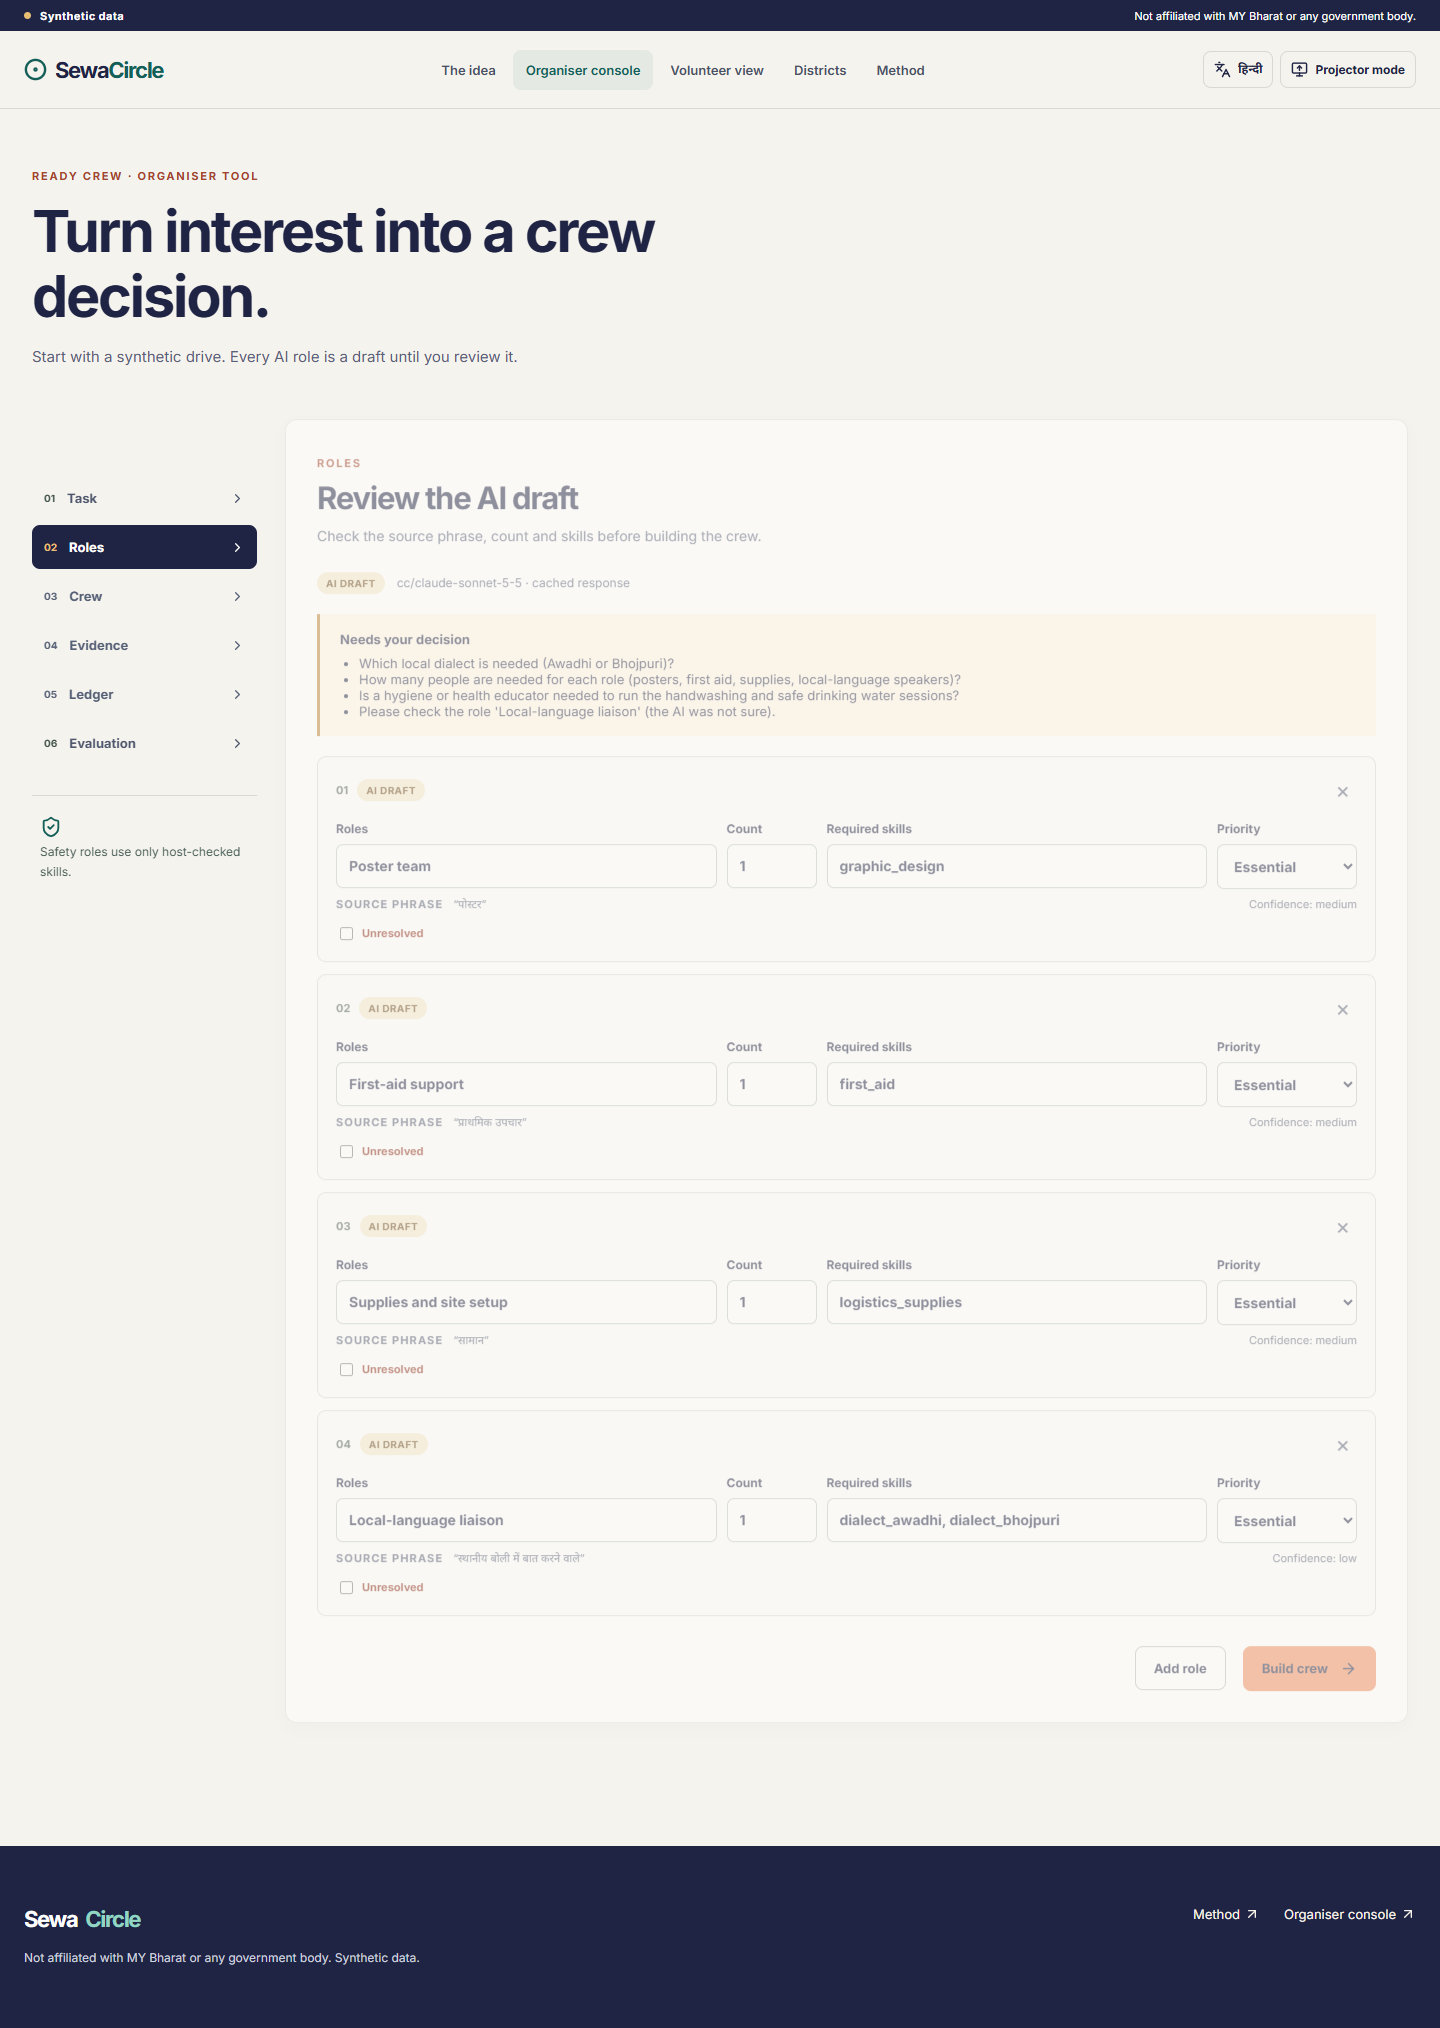 Synthetic data
Not affiliated with MY Bharat or any government body.
SewaCircle
The idea
Organiser console
Volunteer view
Districts
Method
हिन्दी
Projector mode
READY CREW · ORGANISER TOOL
Turn interest into a crew
decision.
Start with a synthetic drive. Every AI role is a draft until you review it.
01 Task
02 Roles
03 Crew
04 Evidence
05 Ledger
06 Evaluation
Safety roles use only host-checked
skills.
ROLES
Review the AI draft
Check the source phrase, count and skills before building the crew.
AI DRAFT cc/claude-sonnet-5-5 · cached response
Needs your decision
• Which local dialect is needed (Awadhi or Bhojpuri)?
• How many people are needed for each role (posters, first aid, supplies, local-language speakers)?
• Is a hygiene or health educator needed to run the handwashing and safe drinking water sessions?
• Please check the role 'Local-language liaison' (the AI was not sure).
01 AI DRAFT
Roles Count Required skills Priority
Poster team 1 graphic_design Essential
SOURCE PHRASE “पोस्टर” Confidence: medium
Unresolved
02 AI DRAFT
Roles Count Required skills Priority
First-aid support 1 first_aid Essential
SOURCE PHRASE “प्राथमिक उपचार” Confidence: medium
Unresolved
03 AI DRAFT
Roles Count Required skills Priority
Supplies and site setup 1 logistics_supplies Essential
SOURCE PHRASE “सामान” Confidence: medium
Unresolved
04 AI DRAFT
Roles Count Required skills Priority
Local-language liaison 1 dialect_awadhi, dialect_bhojpuri Essential
SOURCE PHRASE “स्थानीय बोली में बात करने वाले” Confidence: low
Unresolved
Add role
Build crew
Sewa Circle
Method
Organiser console
Not affiliated with MY Bharat or any government body. Synthetic data.